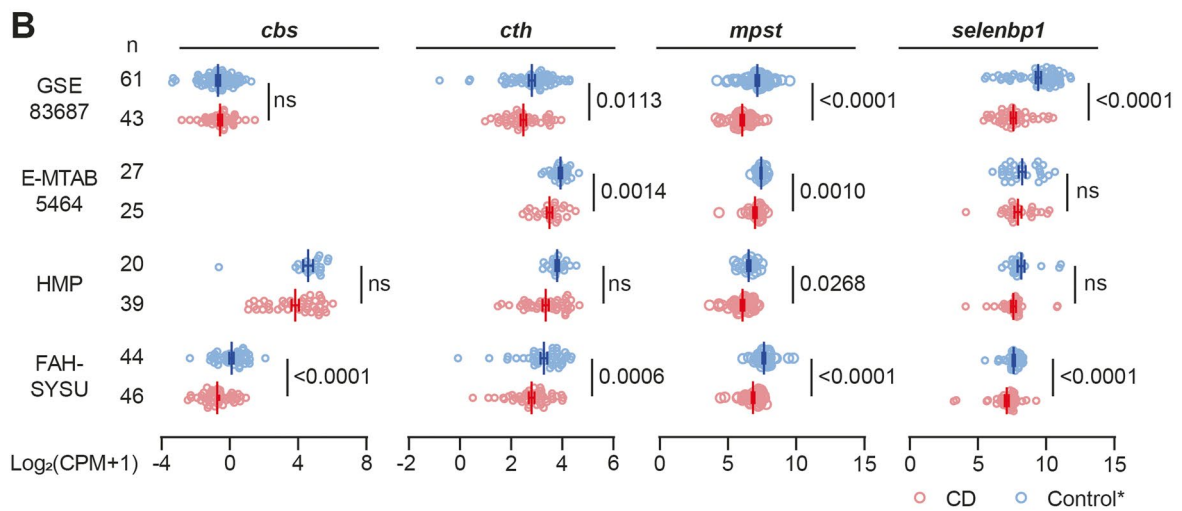 B
cbs cth mpst selenbp1
n
GSE
83687
61
43
ns 0.0113 <0.0001 <0.0001
E-MTAB
5464
27
25
0.0014 0.0010 ns
HMP
20
39
ns ns 0.0268 ns
FAH-
SYSU
44
46
<0.0001 0.0006 <0.0001 <0.0001
Log₂(CPM+1) -4 0 4 8 -2 0 2 4 6 0 5 10 15 0 5 10 15
CD Control*